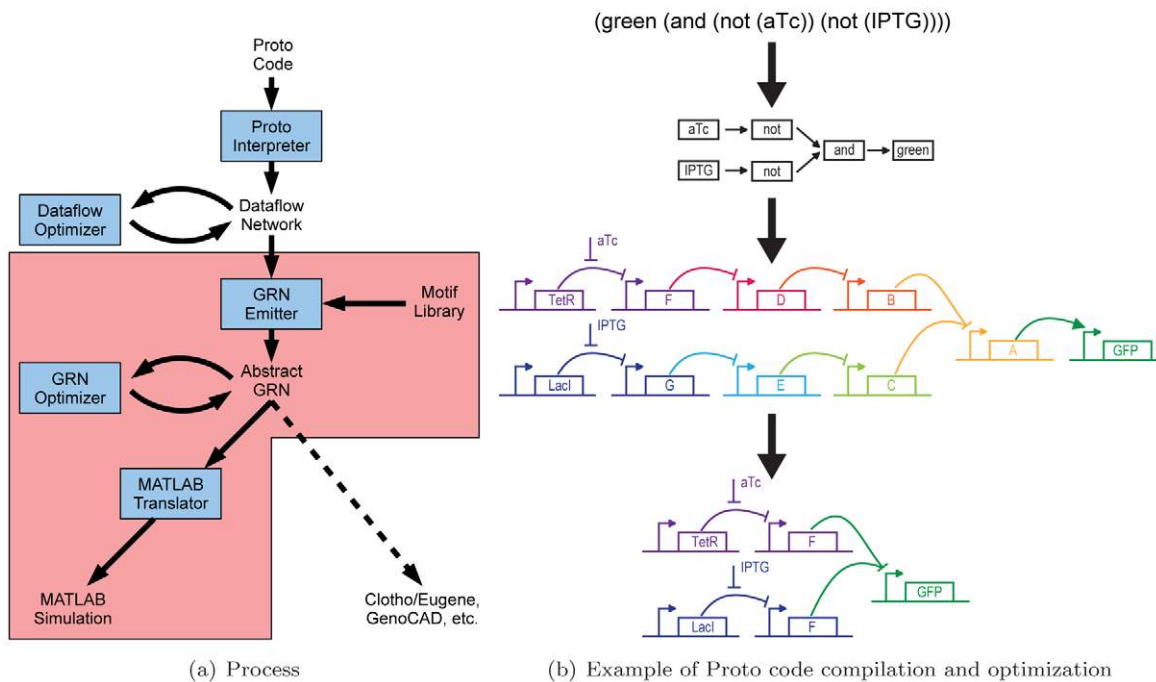 Proto
Code
Proto
Interpreter
Dataflow
Optimizer
Dataflow
Network
GRN
Emitter
Motif
Library
GRN
Optimizer
Abstract
GRN
MATLAB
Translator
MATLAB
Simulation
Clotho/Eugene,
GenoCAD, etc.
(a) Process
(green (and (not (aTc)) (not (IPTG))))
aTc not
and green
IPTG not
aTc
TetR F D B
A GFP
IPTG
LacI G E C
aTc
TetR F
GFP
IPTG
LacI F
(b) Example of Proto code compilation and optimization